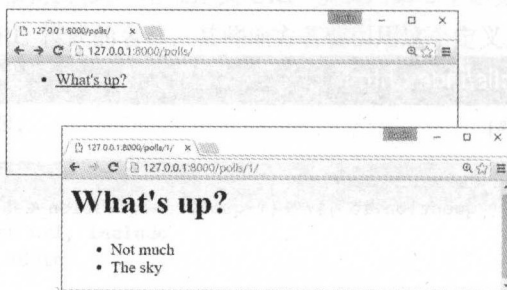 127.0.0.1:8000/polls/
127.0.0.1:8000/polls/
What's up?
127.0.0.1:8000/polls/1/
127.0.0.1:8000/polls/1/
What's up?
Not much
The sky